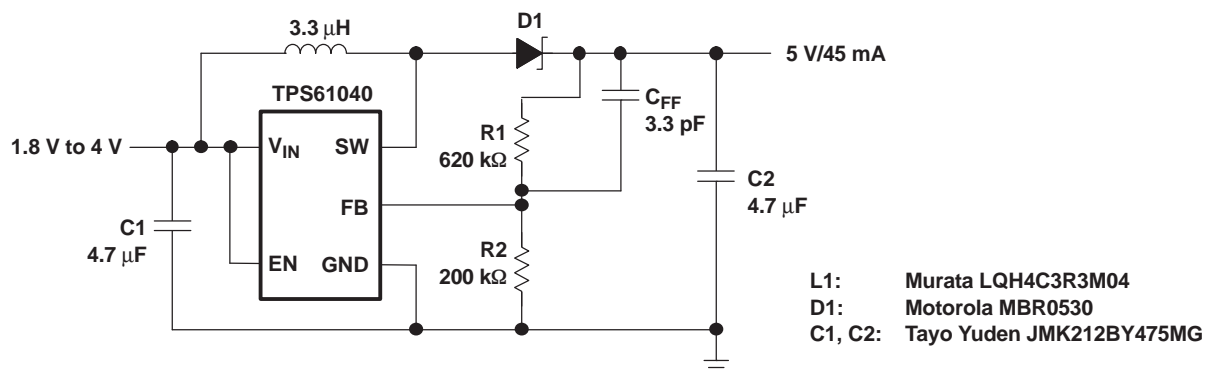 3.3 μH
D1
5 V/45 mA
TPS61040
C_FF
3.3 pF
1.8 V to 4 V
V_IN
SW
R1
620 kΩ
C2
4.7 μF
FB
C1
4.7 μF
R2
200 kΩ
EN
GND
L1: Murata LQH4C3R3M04
D1: Motorola MBR0530
C1, C2: Tayo Yuden JMK212BY475MG